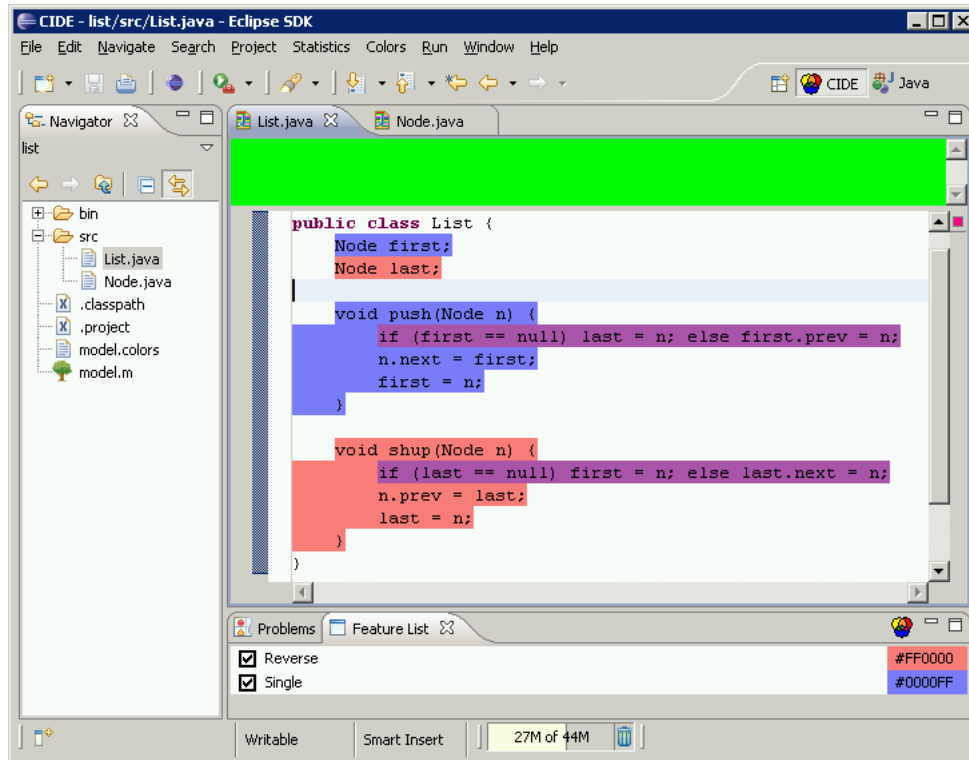 CIDE - list/src/List.java - Eclipse SDK
File Edit Navigate Search Project Statistics Colors Run Window Help
CIDE Java
Navigator
list
bin
src
List.java
Node.java
.classpath
.project
model.colors
model.m
List.java Node.java
public class List {
Node first;
Node last;
void push(Node n) {
if (first == null) last = n; else first.prev = n;
n.next = first;
first = n;
}
void shup(Node n) {
if (last == null) first = n; else last.next = n;
n.prev = last;
last = n;
}
}
Problems Feature List
Reverse #FF0000
Single #0000FF
Writable Smart Insert 27M of 44M